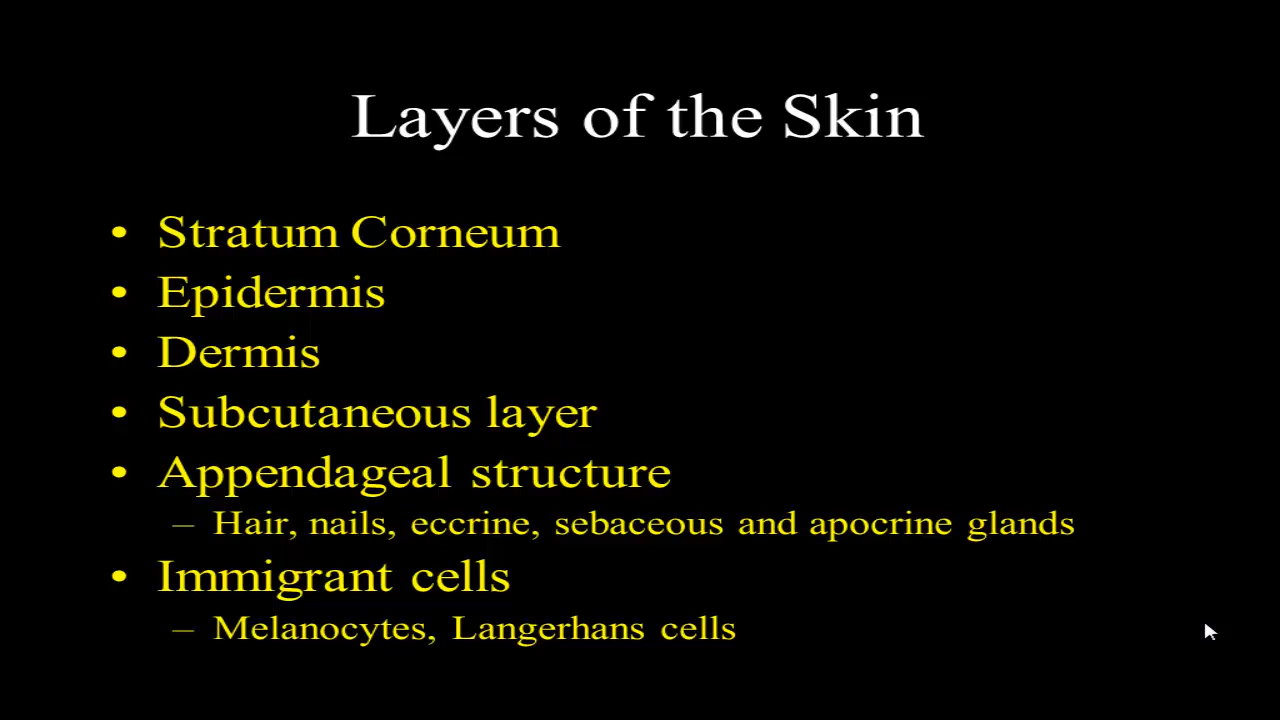 Layers of the Skin
• Stratum Corneum
• Epidermis
• Dermis
• Subcutaneous layer
• Appendageal structure
– Hair, nails, eccrine, sebaceous and apocrine glands
• Immigrant cells
– Melanocytes, Langerhans cells